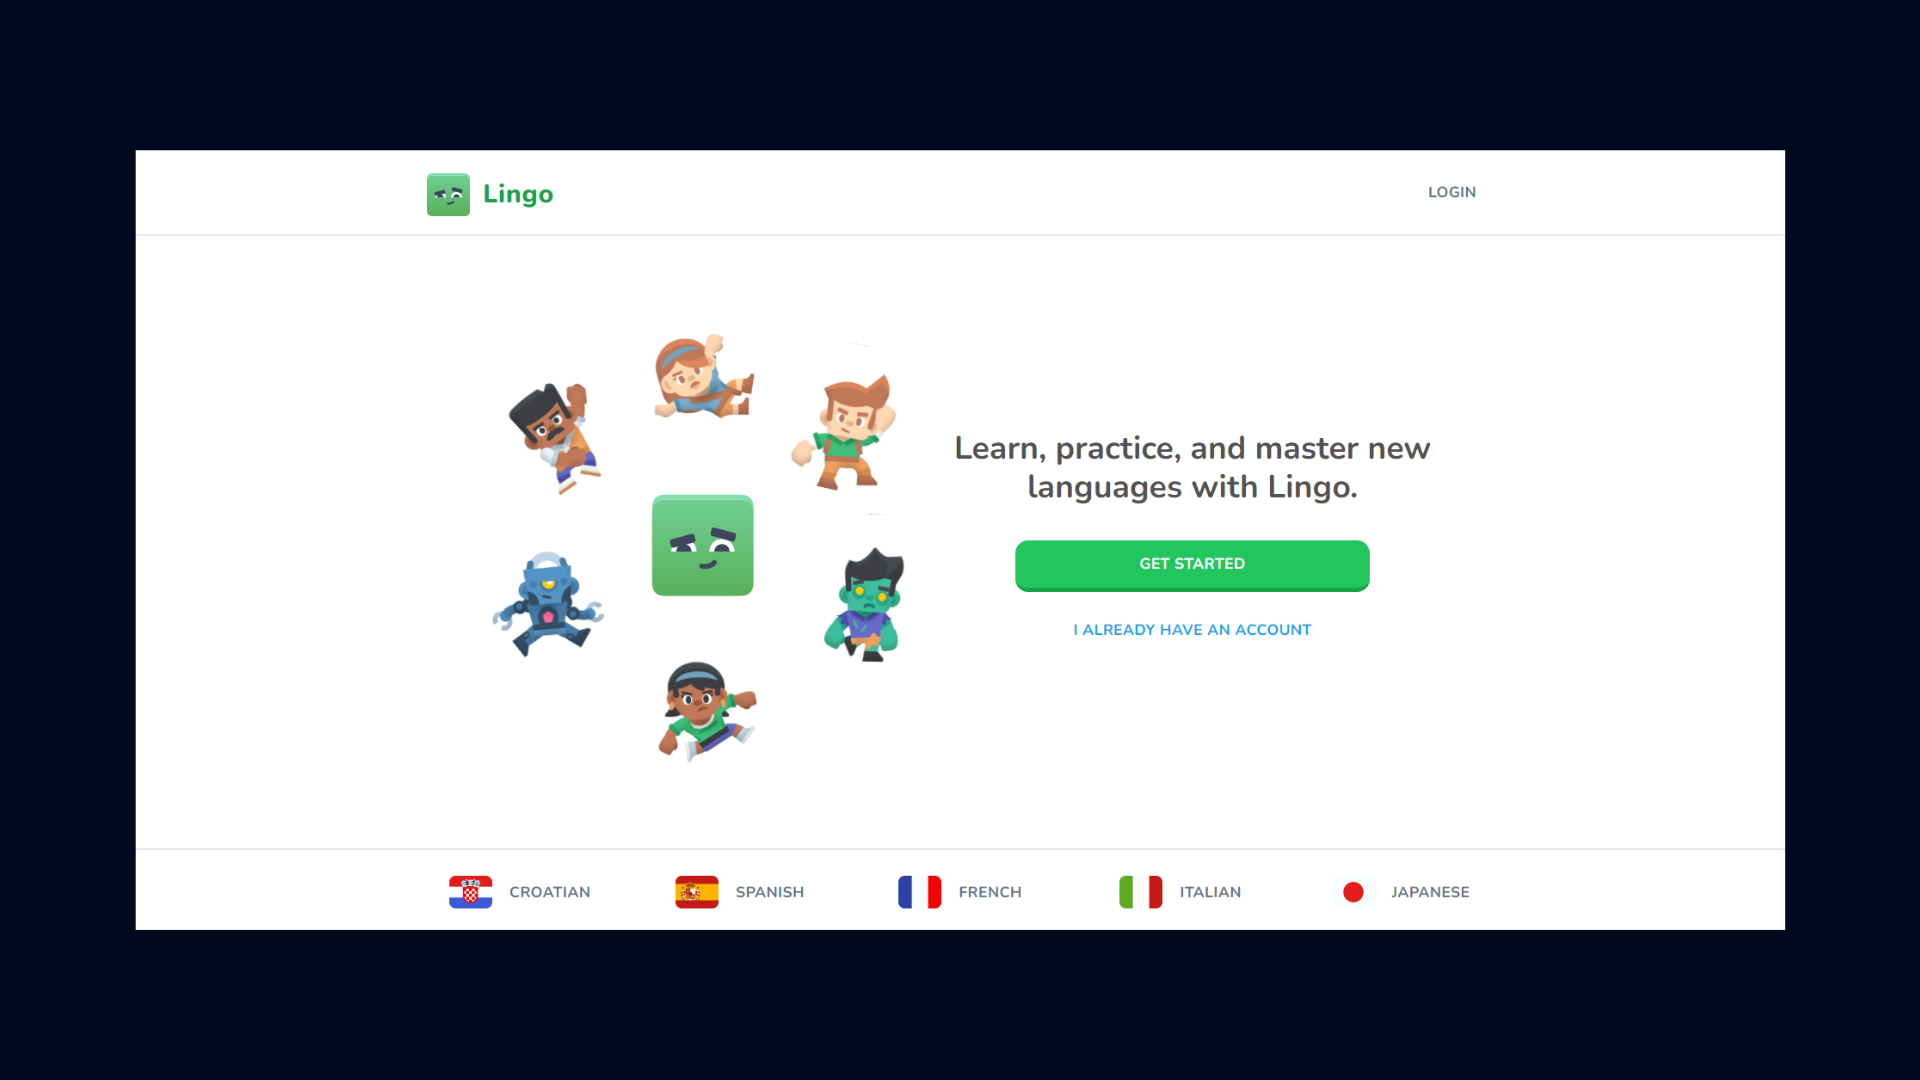 Lingo
LOGIN
Learn, practice, and master new
languages with Lingo.
GET STARTED
I ALREADY HAVE AN ACCOUNT
CROATIAN
SPANISH
FRENCH
ITALIAN
JAPANESE